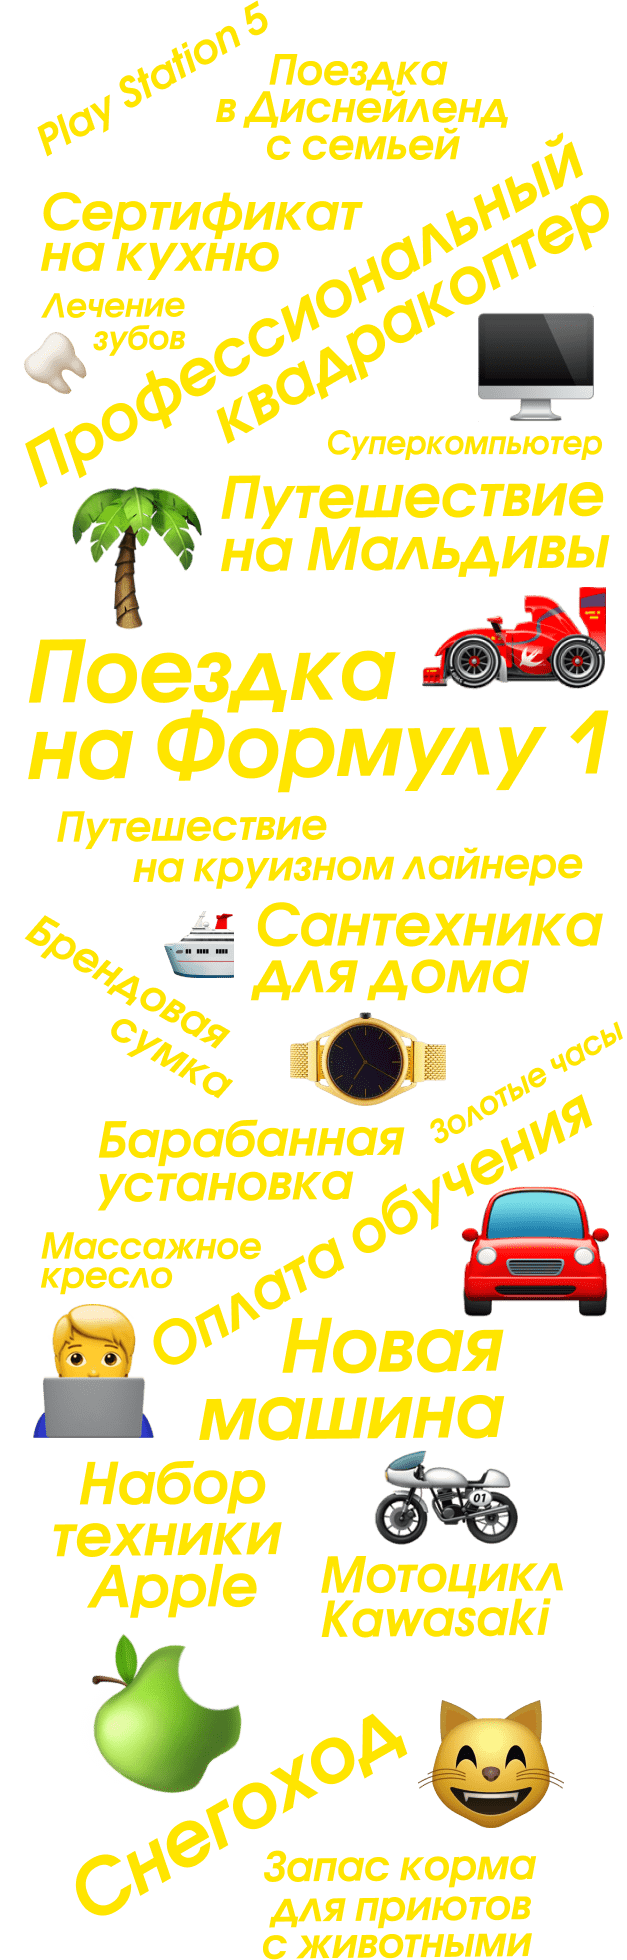 Play Station 5
Поездка
в Диснейленд
с семьей
Сертификат
на кухню
Профессиональный
квадракоптер
Лечение
зубов
Суперкомпьютер
Путешествие
на Мальдивы
Поездка
на Формулу 1
Путешествие
на круизном лайнере
Брендовая
сумка
Сантехника
для дома
Золотые часы
Барабанная
установка
Оплата обучения
Массажное
кресло
Новая
машина
Набор
техники
Apple
01
Мотоцикл
Kawasaki
Снегоход
Запас корма
для приютов
с животными